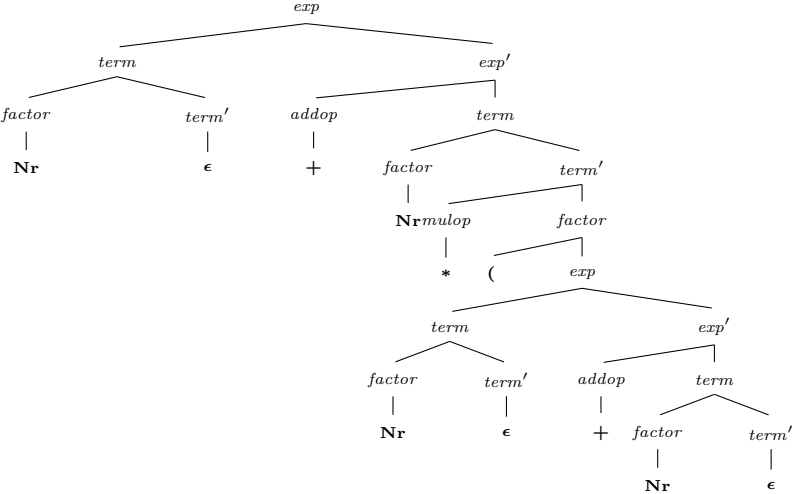 exp
term exp′
factor term′ addop term
Nr ϵ + factor term′
Nr mulop factor
* ( exp
term exp′
factor term′ addop term
Nr ϵ + factor term′
Nr ϵ